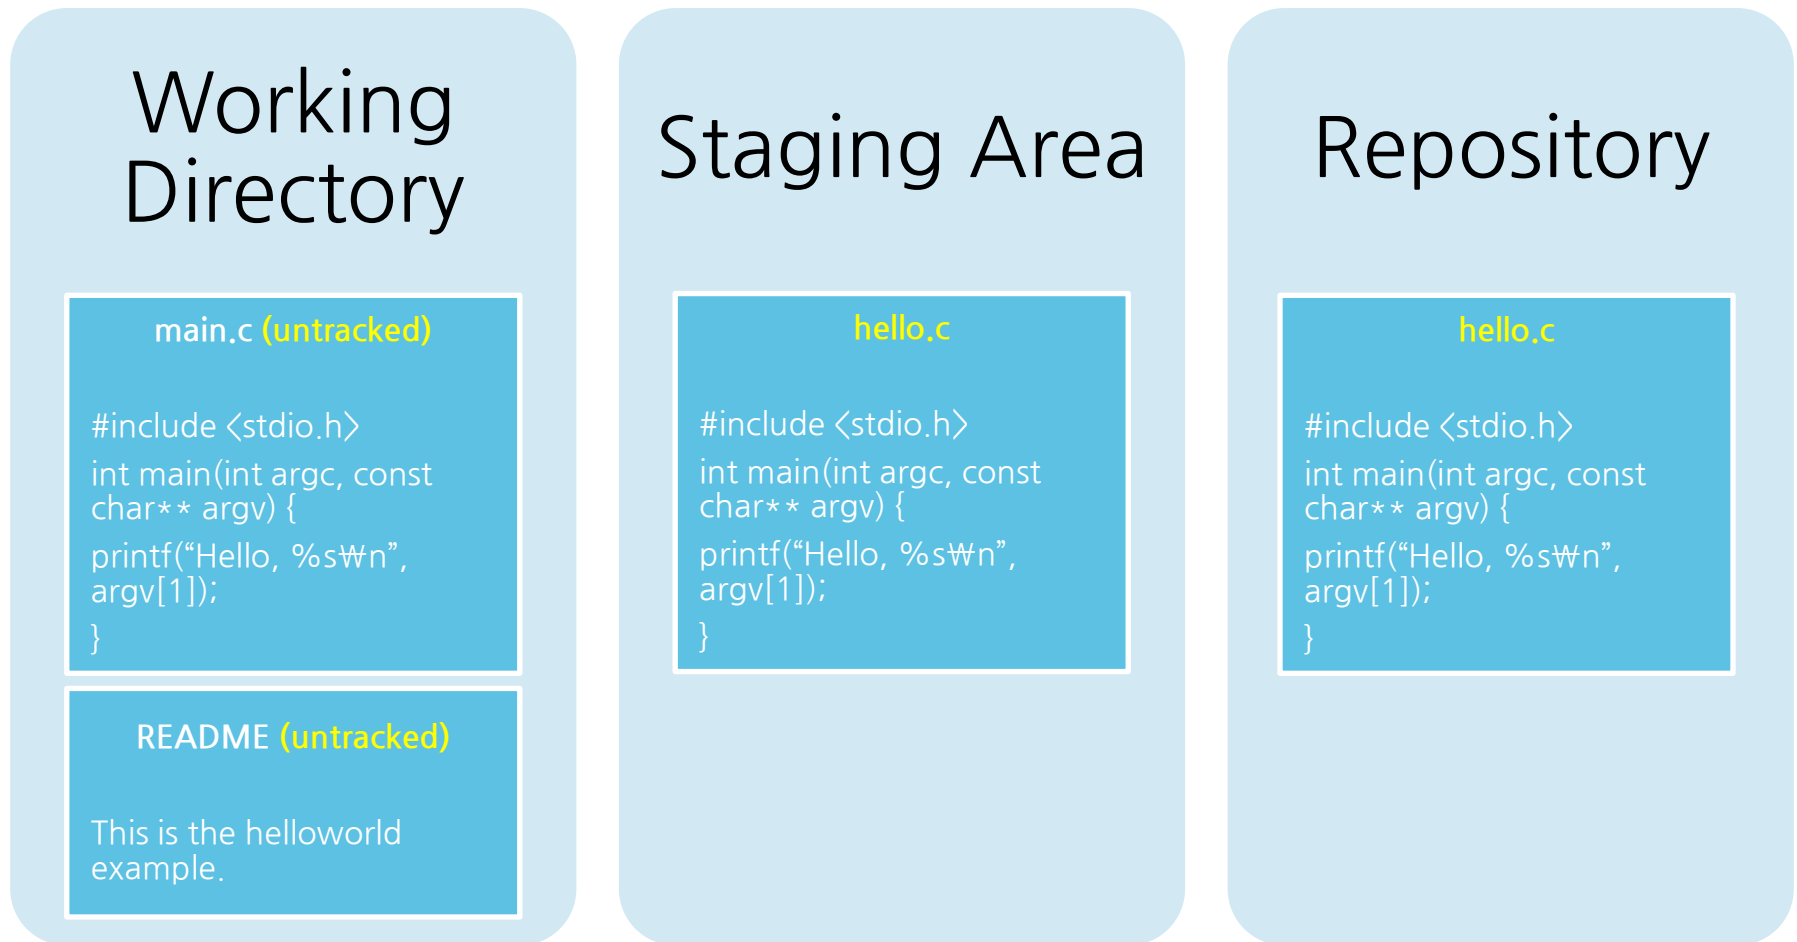 Working
Directory
main.c (untracked)
#include <stdio.h>
int main(int argc, const
char** argv) {
printf(“Hello, %s₩n”,
argv[1]);
}
README (untracked)
This is the helloworld
example.
Staging Area
hello.c
#include <stdio.h>
int main(int argc, const
char** argv) {
printf(“Hello, %s₩n”,
argv[1]);
}
Repository
hello.c
#include <stdio.h>
int main(int argc, const
char** argv) {
printf(“Hello, %s₩n”,
argv[1]);
}